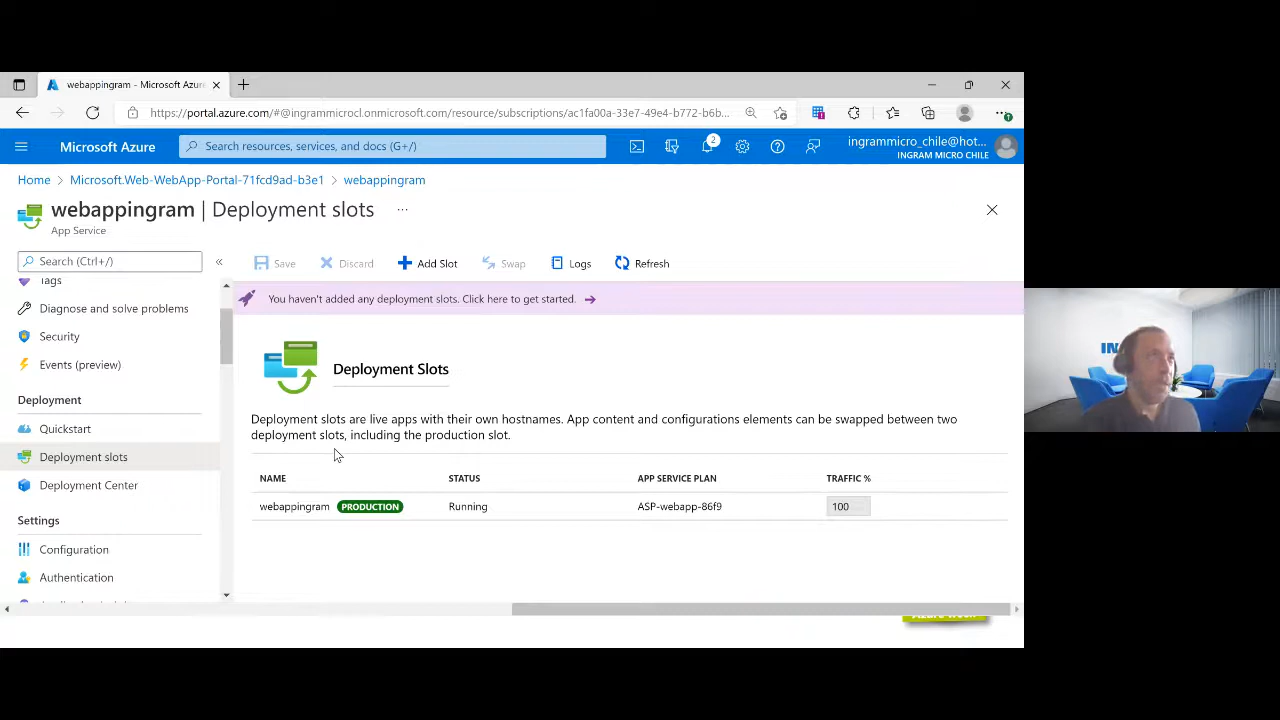 webappingram - Microsoft Azure
https://portal.azure.com/#@ingrammicrocl.onmicrosoft.com/resource/subscriptions/ac1fa00a-33e7-49e4-b772-b6b...
Microsoft Azure
Search resources, services, and docs (G+/)
2
ingrammicro_chile@hot...
INGRAM MICRO CHILE
Home > Microsoft.Web-WebApp-Portal-71fcd9ad-b3e1 > webappingram
webappingram | Deployment slots ...
App Service
Search (Ctrl+/)
«
Save
Discard
Add Slot
Swap
Logs
Refresh
Tags
Diagnose and solve problems
Security
Events (preview)
Deployment
Quickstart
Deployment slots
Deployment Center
Settings
Configuration
Authentication
You haven't added any deployment slots. Click here to get started. →
Deployment Slots
Deployment slots are live apps with their own hostnames. App content and configurations elements can be swapped between two
deployment slots, including the production slot.
NAME STATUS APP SERVICE PLAN TRAFFIC %
webappingram PRODUCTION Running ASP-webapp-86f9 100
IN